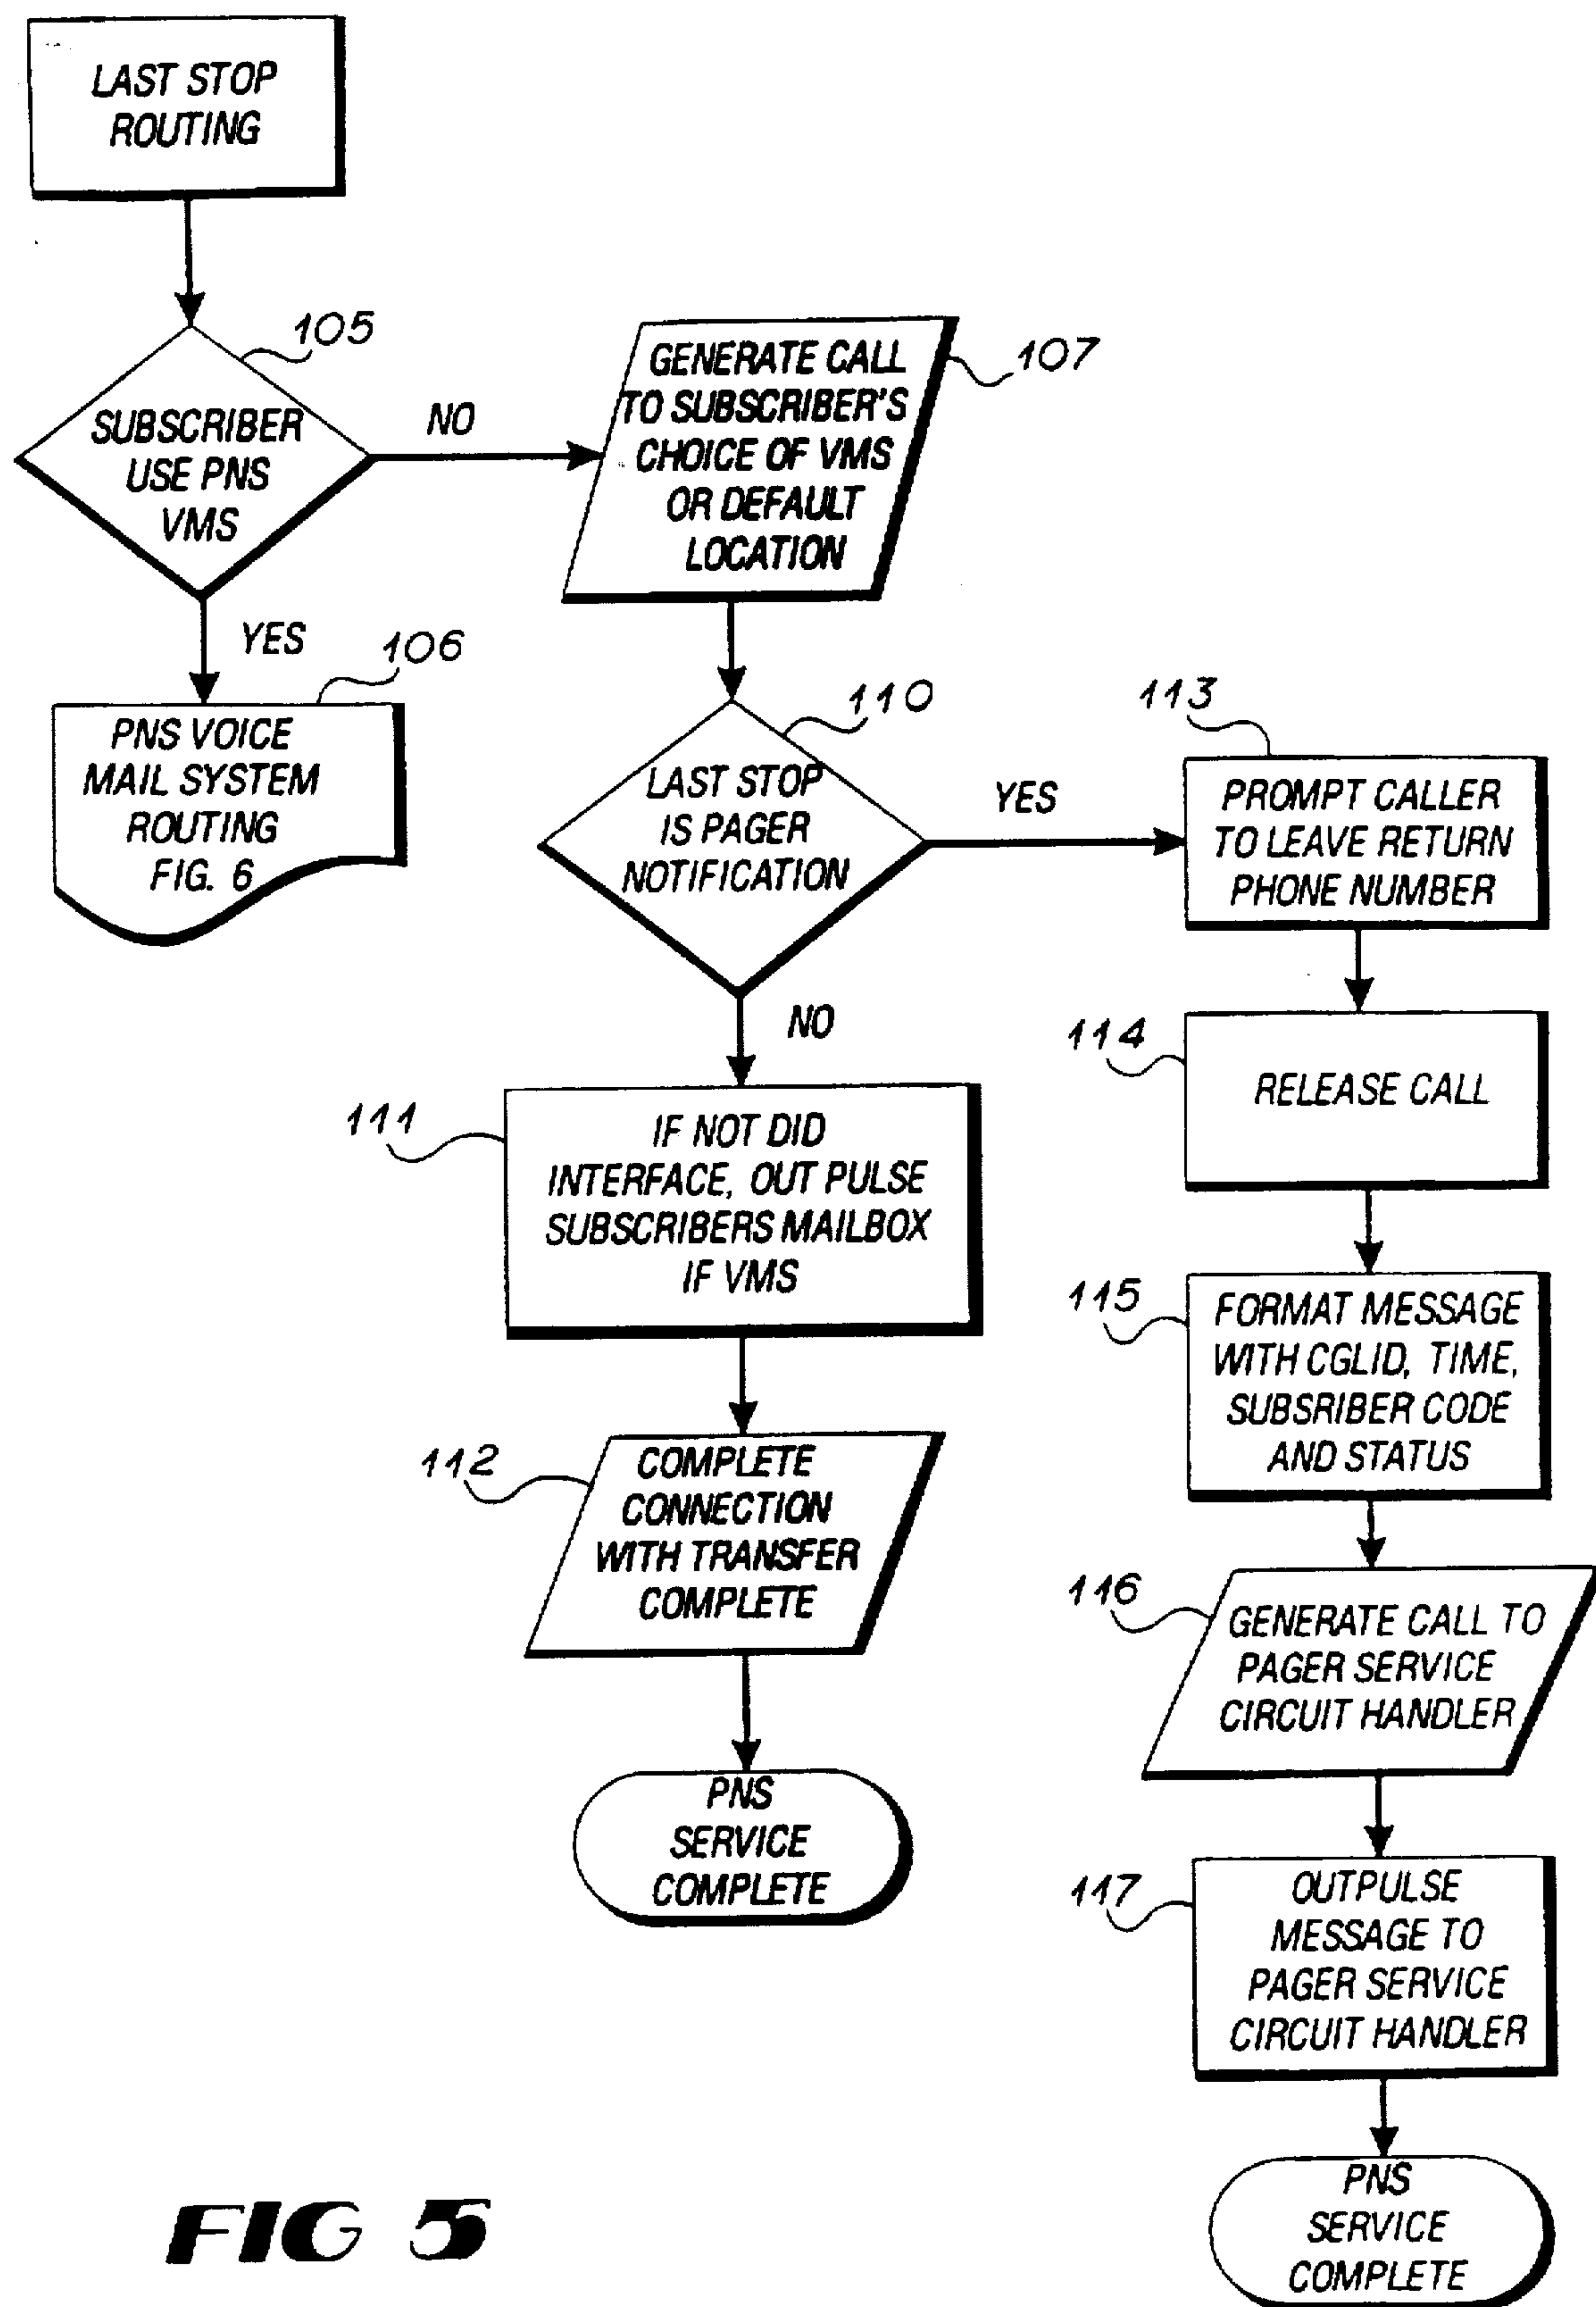 LAST STOP
ROUTING
105
SUBSCRIBER
USE PNS
VMS
NO
YES
GENERATE CALL
TO SUBSCRIBER'S
CHOICE OF VMS
OR DEFAULT
LOCATION
107
106
PNS VOICE
MAIL SYSTEM
ROUTING
FIG. 6
110
LAST STOP
IS PAGER
NOTIFICATION
YES
NO
113
PROMPT CALLER
TO LEAVE RETURN
PHONE NUMBER
114
RELEASE CALL
111
IF NOT DID
INTERFACE, OUT PULSE
SUBSCRIBERS MAILBOX
IF VMS
115
FORMAT MESSAGE
WITH CGLID, TIME,
SUBSRIBER CODE
AND STATUS
112
COMPLETE
CONNECTION
WITH TRANSFER
COMPLETE
116
GENERATE CALL TO
PAGER SERVICE
CIRCUIT HANDLER
PNS
SERVICE
COMPLETE
117
OUTPULSE
MESSAGE TO
PAGER SERVICE
CIRCUIT HANDLER
PNS
SERVICE
COMPLETE
FIG 5